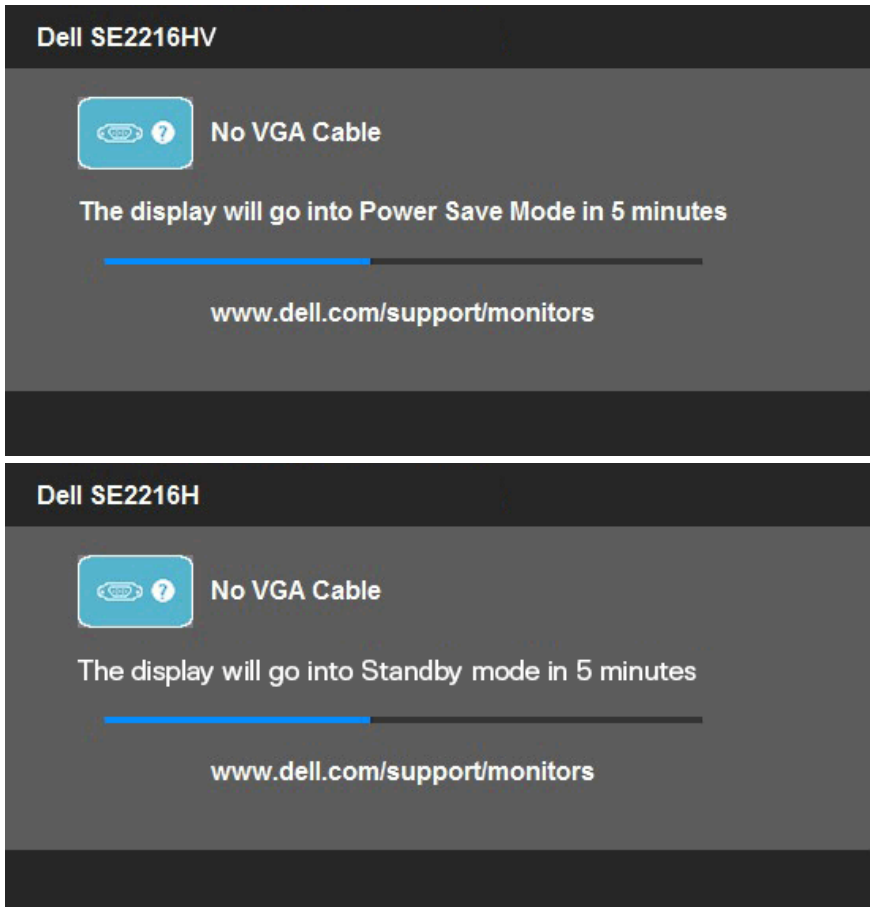 Dell SE2216HV
? No VGA Cable
The display will go into Power Save Mode in 5 minutes
www.dell.com/support/monitors
Dell SE2216H
? No VGA Cable
The display will go into Standby mode in 5 minutes
www.dell.com/support/monitors